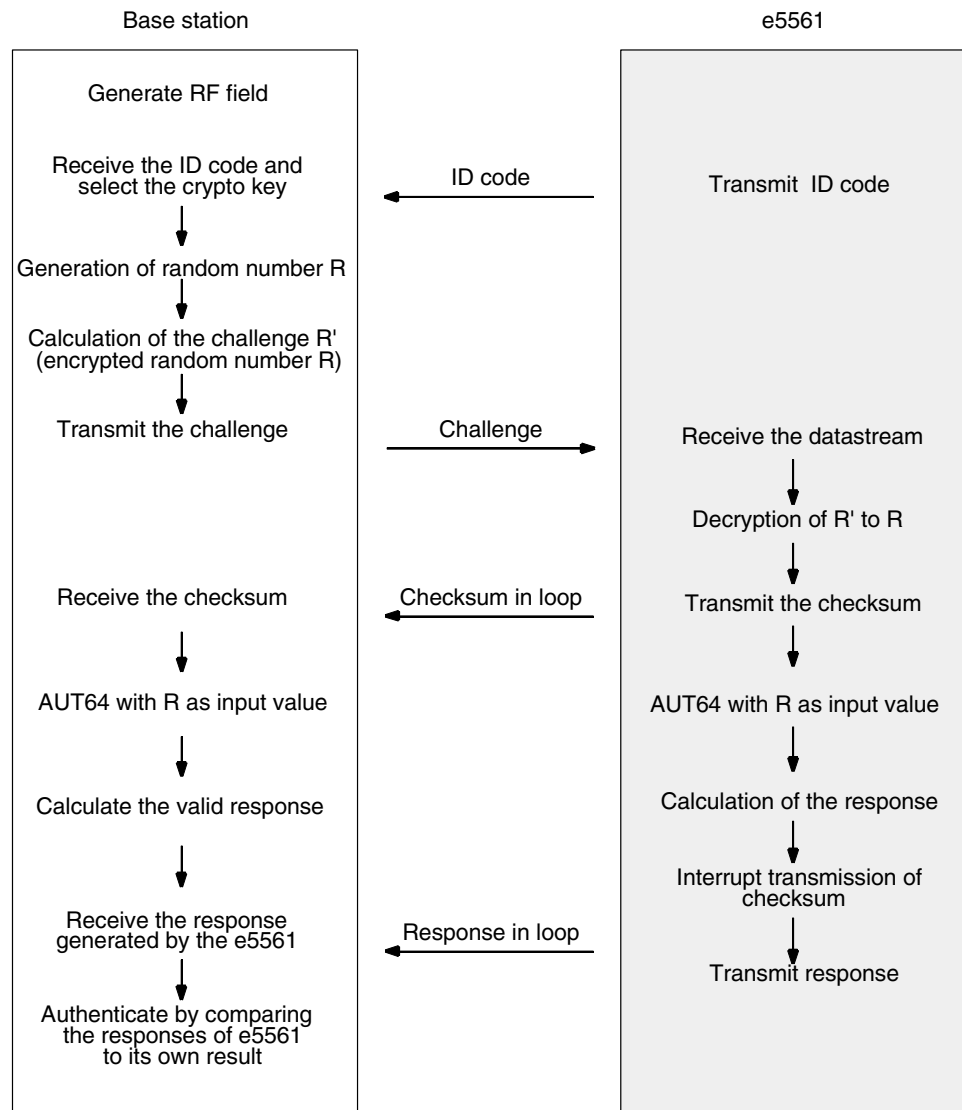 Base station
e5561
Generate RF field
Receive the ID code and
select the crypto key
ID code
Transmit ID code
Generation of random number R
Calculation of the challenge R'
(encrypted random number R)
Transmit the challenge
Challenge
Receive the datastream
Decryption of R' to R
Receive the checksum
Checksum in loop
Transmit the checksum
AUT64 with R as input value
AUT64 with R as input value
Calculate the valid response
Calculation of the response
Interrupt transmission of
checksum
Receive the response
generated by the e5561
Response in loop
Transmit response
Authenticate by comparing
the responses of e5561
to its own result